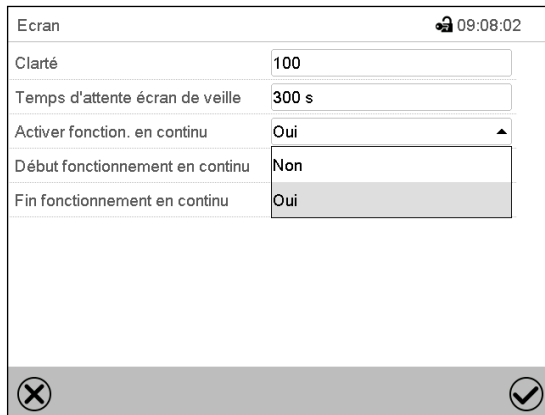 Ecran 09:08:02
Clarté 100
Temps d'attente écran de veille 300 s
Activer fonction. en continu Oui
Début fonctionnement en continu Non
Fin fonctionnement en continu Oui